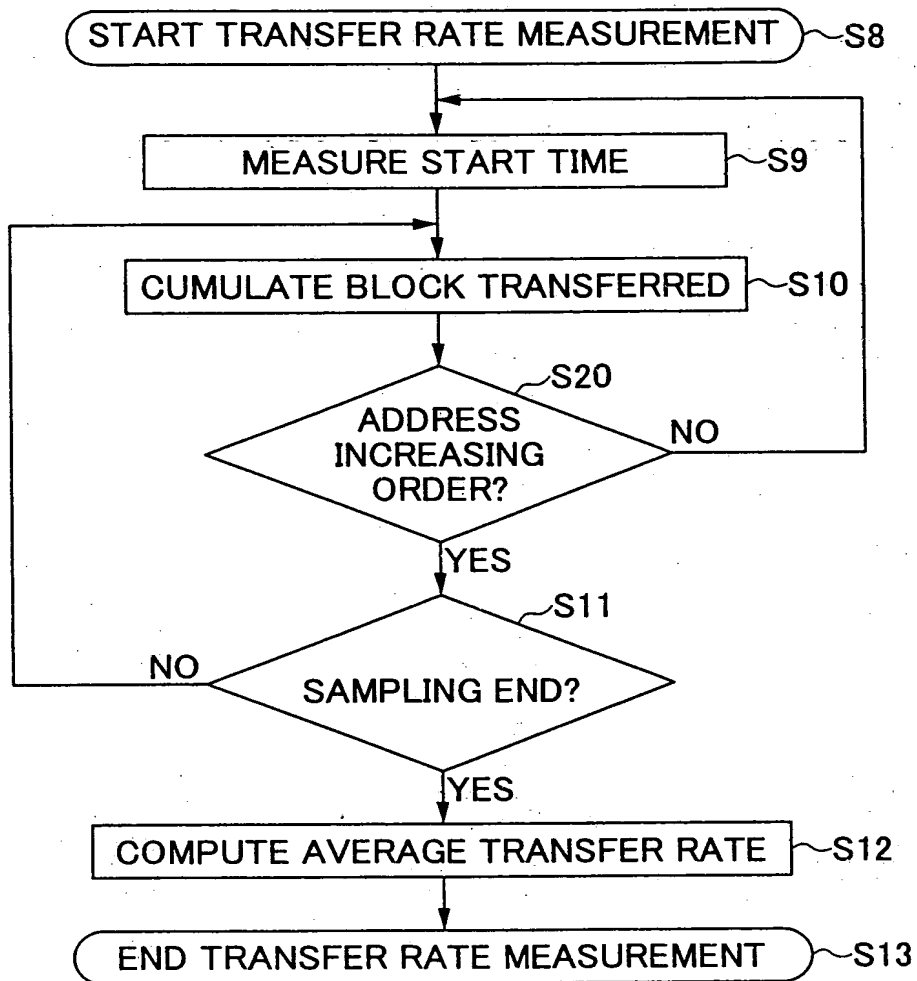 START TRANSFER RATE MEASUREMENT S8
MEASURE START TIME S9
CUMULATE BLOCK TRANSFERRED S10
S20
ADDRESS
INCREASING
ORDER?
NO
YES
S11
NO
SAMPLING END?
YES
COMPUTE AVERAGE TRANSFER RATE S12
END TRANSFER RATE MEASUREMENT S13